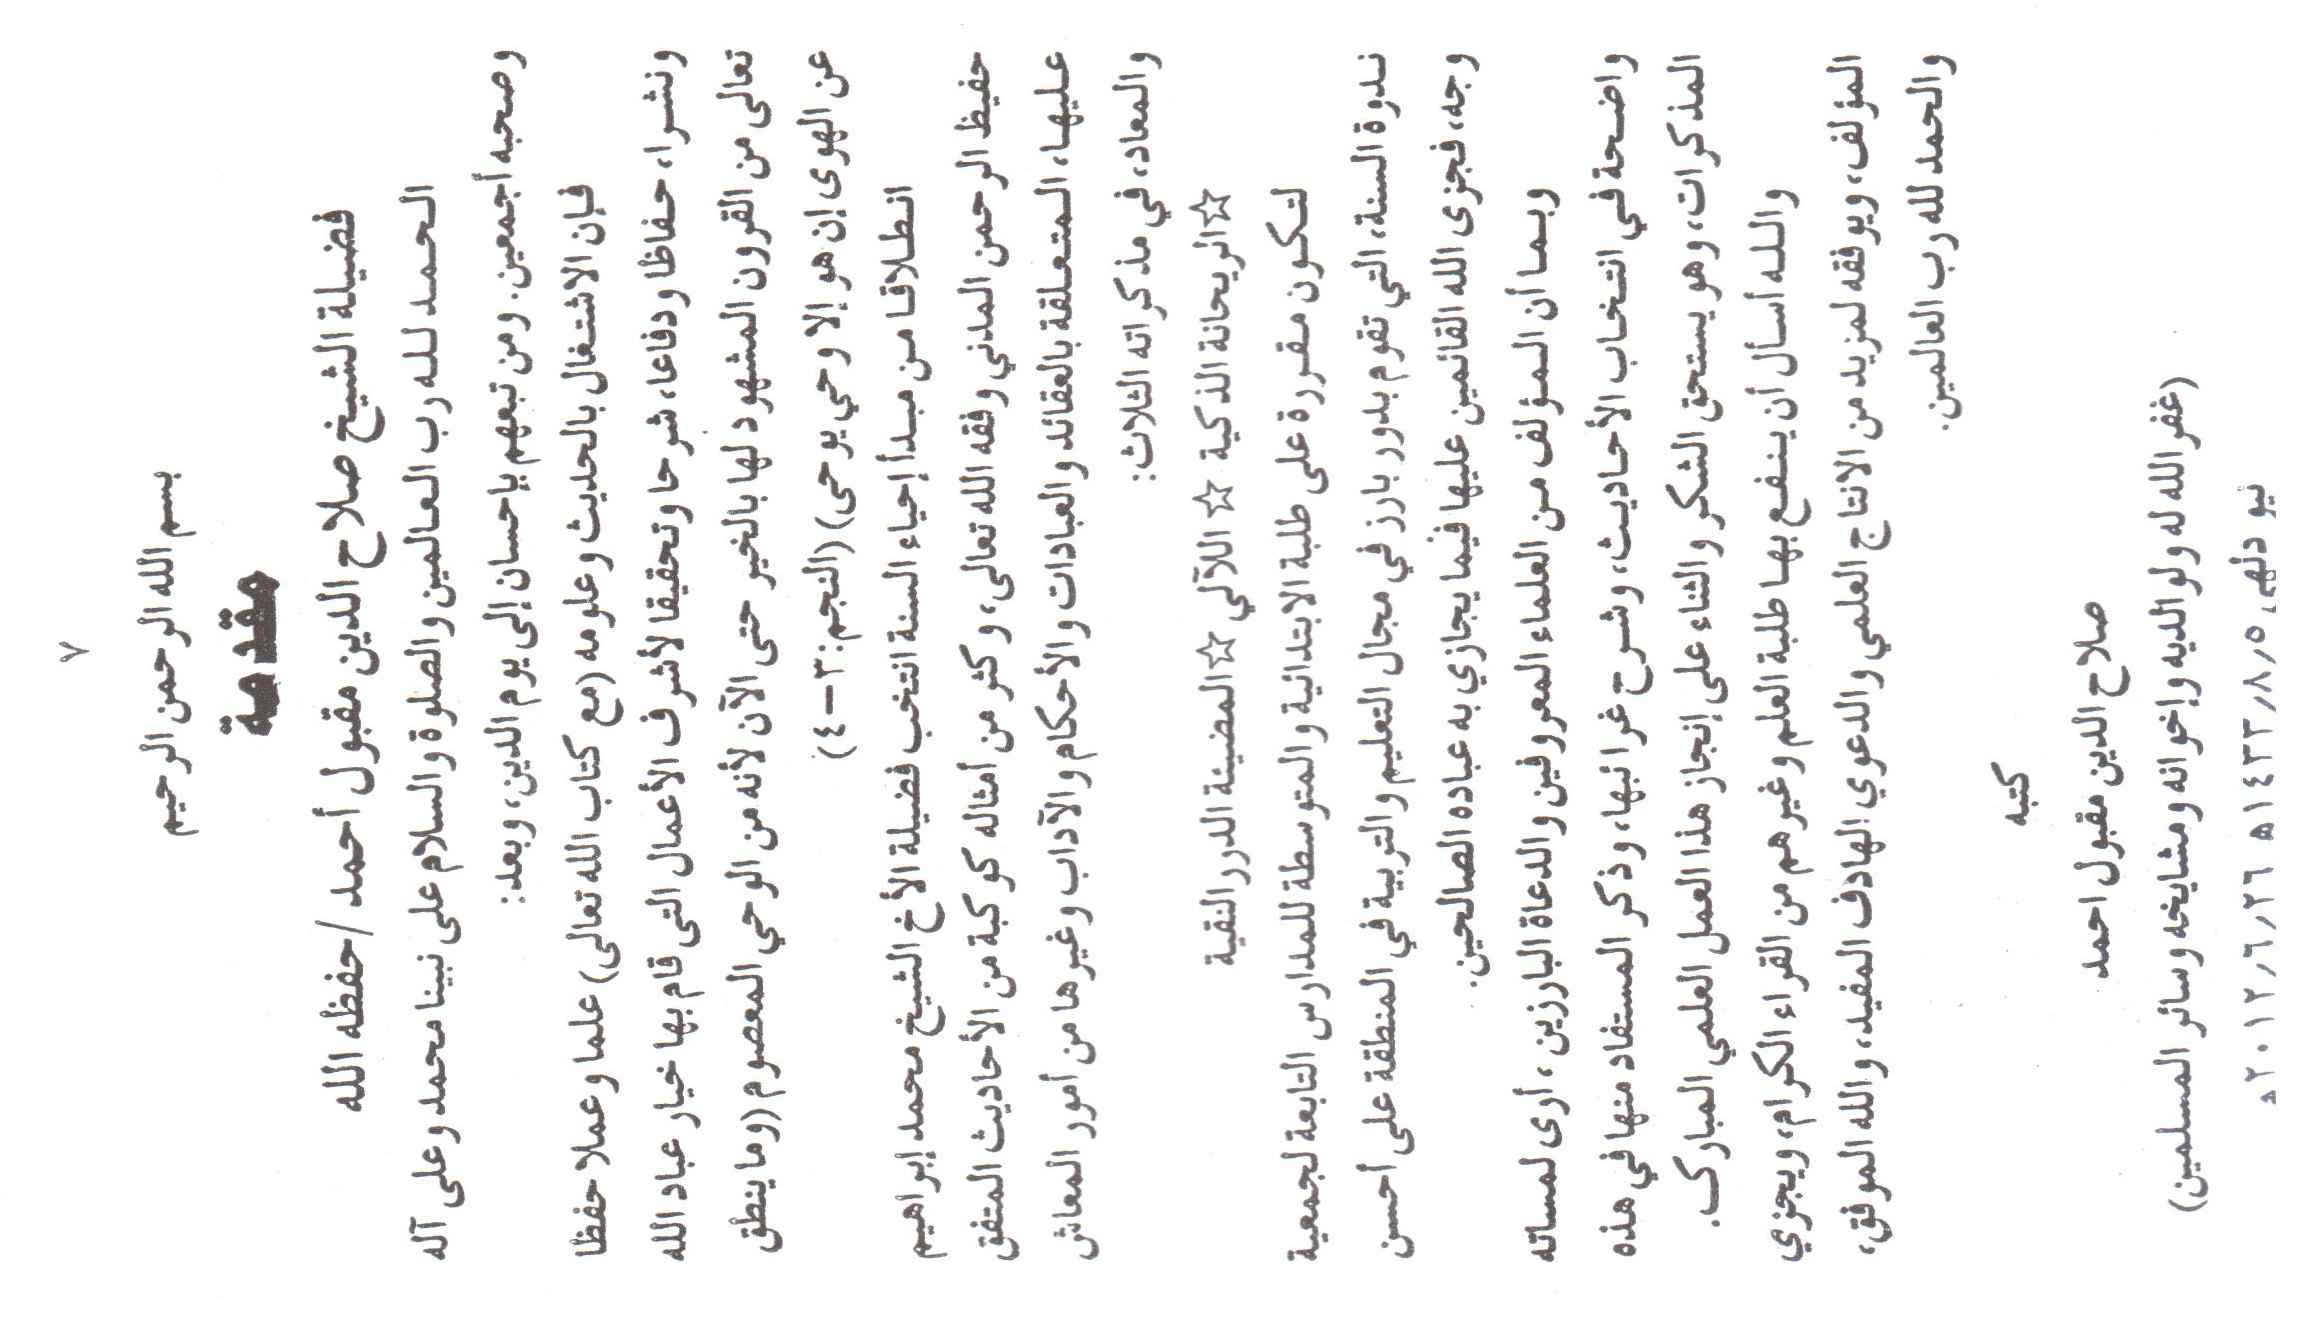 ٧
بسم الله الرحمن الرحيم
مقدمة
فضيلة الشيخ صلاح الدين مقبول أحمد /حفظه الله
الحمد لله رب العالمين والصلوة والسلام على نبينا محمد وعلى آله
وصحبه أجمعين. ومن تبعهم بإحسان إلى يوم الدين، وبعد:
فإن الاشتغال بالحديث وعلومه (مع كتاب الله تعالى) علما وعملا حفظا
ونشرا، حفاظا ودفاعا، شرحا وتحقيقا لأشرف الأعمال التى قام بها خيار عباد الله
تعالى من القرون المشهود لها بالخير حتى الآن لأنه من الوحي المعصوم (وما ينطق
عن الهوى إن هو إلا وحي يوحى) (النجم:٣-٤)
انطلاقا من مبدأ إحياء السنة انتخب فضيلة الأخ الشيخ محمد إبراهيم
حفيظ الرحمن المدني وفقه الله تعالى، وكثر من أمثاله كوكبة من الأحاديث المتفق
عليها، المتعلقة بالعقائد والعبادات والأحكام والآداب وغيرها من أمور المعاش
والمعاد، في مذكراته الثلاث:
☆الريحانة الذكية ☆ اللآلي ☆المضيئة الدرر النقية
لتكون مقررة على طلبة الابتدائية والمتوسطة للمدارس التابعة لجمعية
ندوة السنة، التي تقوم بدور بارز في مجال التعليم والتربية في المنطقة على أحسن
وجه، فجزى الله القائمين عليها فيما يجازي به عباده الصالحين.
وبما أن المؤلف من العلماء المعروفين والدعاة البارزين ، أرى لمساته
واضحة في انتخاب الأحاديث، وشرح غرائبها، وذكر المستفاد منها في هذه
المذكرات، وهو يستحق الشكر والثناء على إنجاز هذا العمل العلمي المبارك.
والله أسأل أن ينفع بها طلبة العلم وغيرهم من القراء الكرام، ويجزي
المؤلف، ويوفقه لمزيد من الانتاج العلمي والدعوي الهادف المفيد، والله الموفق،
والحمد لله رب العالمين.
كتبه
صلاح الدين مقبول احمد
(غفر الله له ولوالديه وإخوانه ومشايخه وسائر المسلمين)
نيو دلهي ١٤٣٣/٨/٥ه ٢٠١٢/٦/٢٦ه